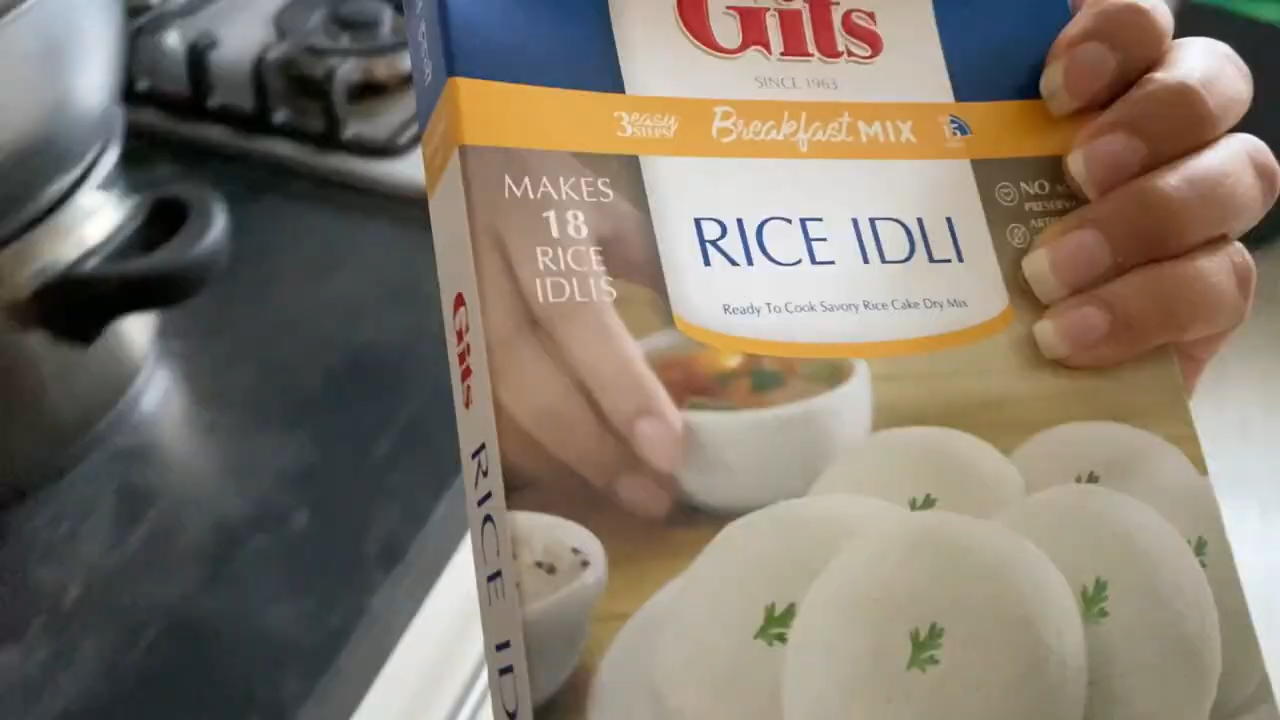 Gits
SINCE 1963
3 easy
STEPS!
Breakfast MIX
MAKES
18
RICE
IDLIS
RICE IDLI
Ready To Cook Savory Rice Cake Dry Mix
NO
Gits
RICE ID